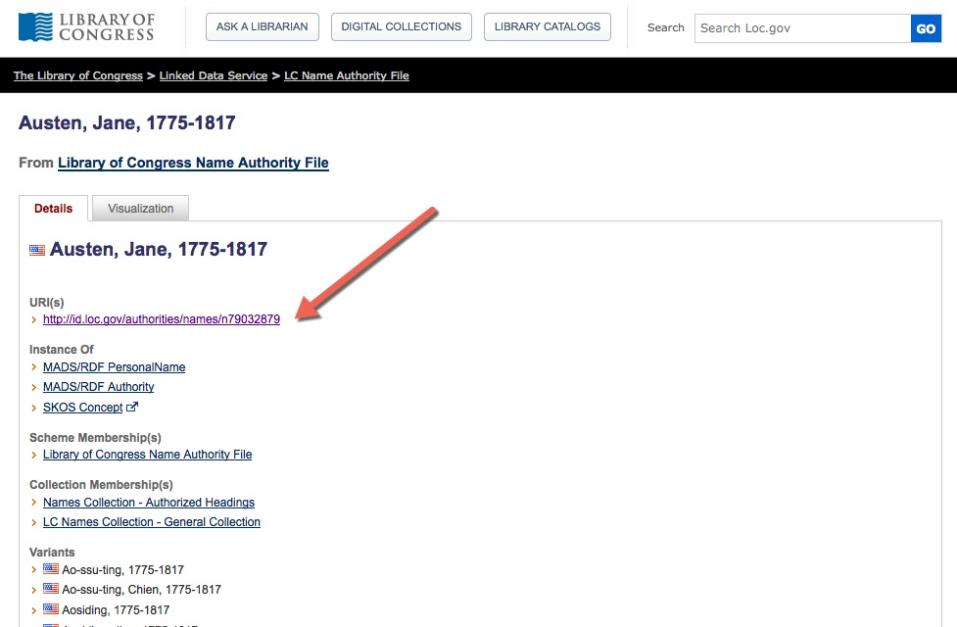 LIBRARY OF CONGRESS
ASK A LIBRARIAN
DIGITAL COLLECTIONS
LIBRARY CATALOGS
Search
Search Loc.gov
GO
The Library of Congress > Linked Data Service > LC Name Authority File
Austen, Jane, 1775-1817
From Library of Congress Name Authority File
Details
Visualization
Austen, Jane, 1775-1817
URI(s)
http://id.loc.gov/authorities/names/n79032879
Instance Of
MADS/RDF PersonalName
MADS/RDF Authority
SKOS Concept
Scheme Membership(s)
Library of Congress Name Authority File
Collection Membership(s)
Names Collection - Authorized Headings
LC Names Collection - General Collection
Variants
Ao-ssu-ting, 1775-1817
Ao-ssu-ting, Chien, 1775-1817
Aosiding, 1775-1817